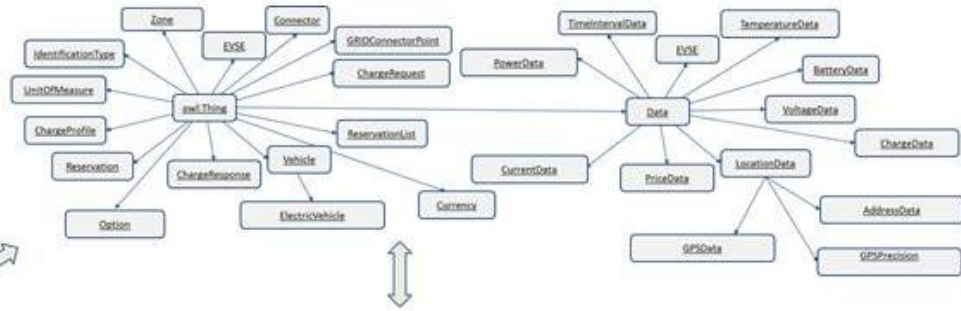 Zone
Connector
EVSE
GRIDConnectorPoint
IdentificationType
ChargeRequest
UnitOfMeasure
owl:Thing
ChargeProfile
ReservationList
Reservation
ChargeResponse
Vehicle
Option
ElectricVehicle
Currency
TimeIntervalData
TemperatureData
EVSE
PowerData
BatteryData
Data
VoltageData
ChargeData
CurrentData
PriceData
LocationData
AddressData
GPSData
GPSPrecision